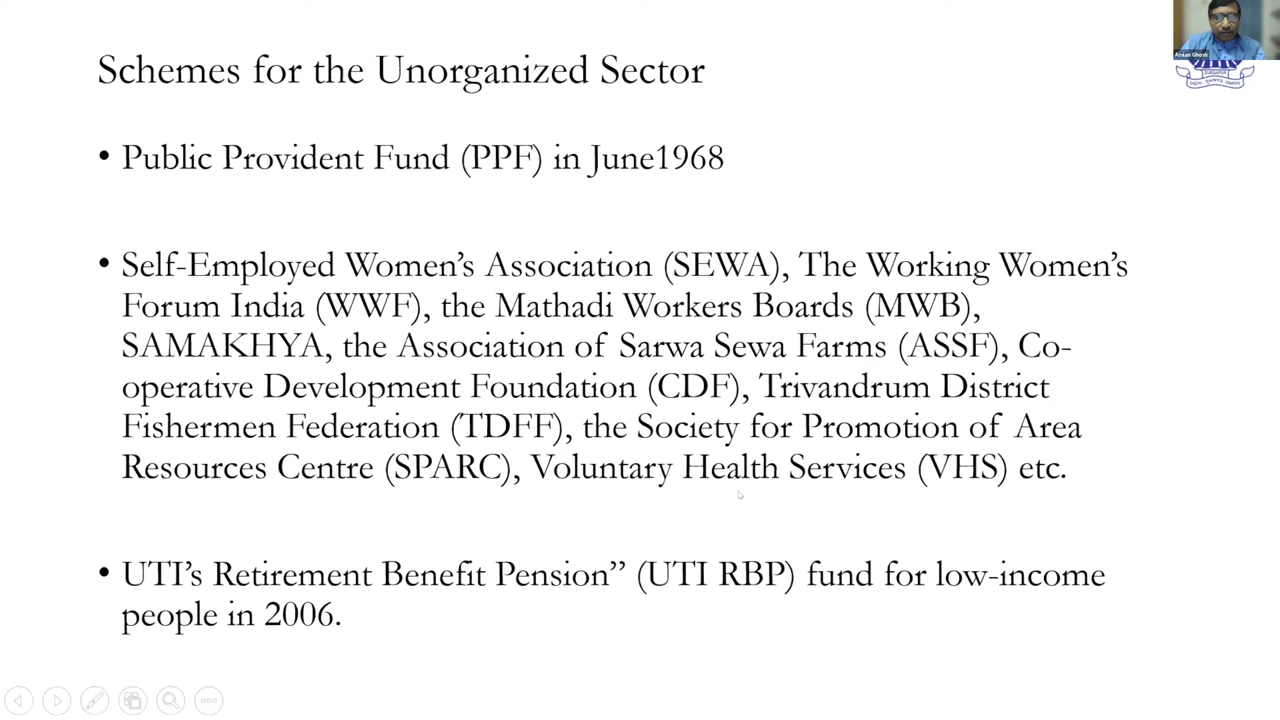 Schemes for the Unorganized Sector
• Public Provident Fund (PPF) in June1968
• Self-Employed Women’s Association (SEWA), The Working Women’s
Forum India (WWF), the Mathadi Workers Boards (MWB),
SAMAKHYA, the Association of Sarwa Sewa Farms (ASSF), Co-
operative Development Foundation (CDF), Trivandrum District
Fishermen Federation (TDFF), the Society for Promotion of Area
Resources Centre (SPARC), Voluntary Health Services (VHS) etc.
• UTI’s Retirement Benefit Pension” (UTI RBP) fund for low-income
people in 2006.
Ghosh
DURGAPUR